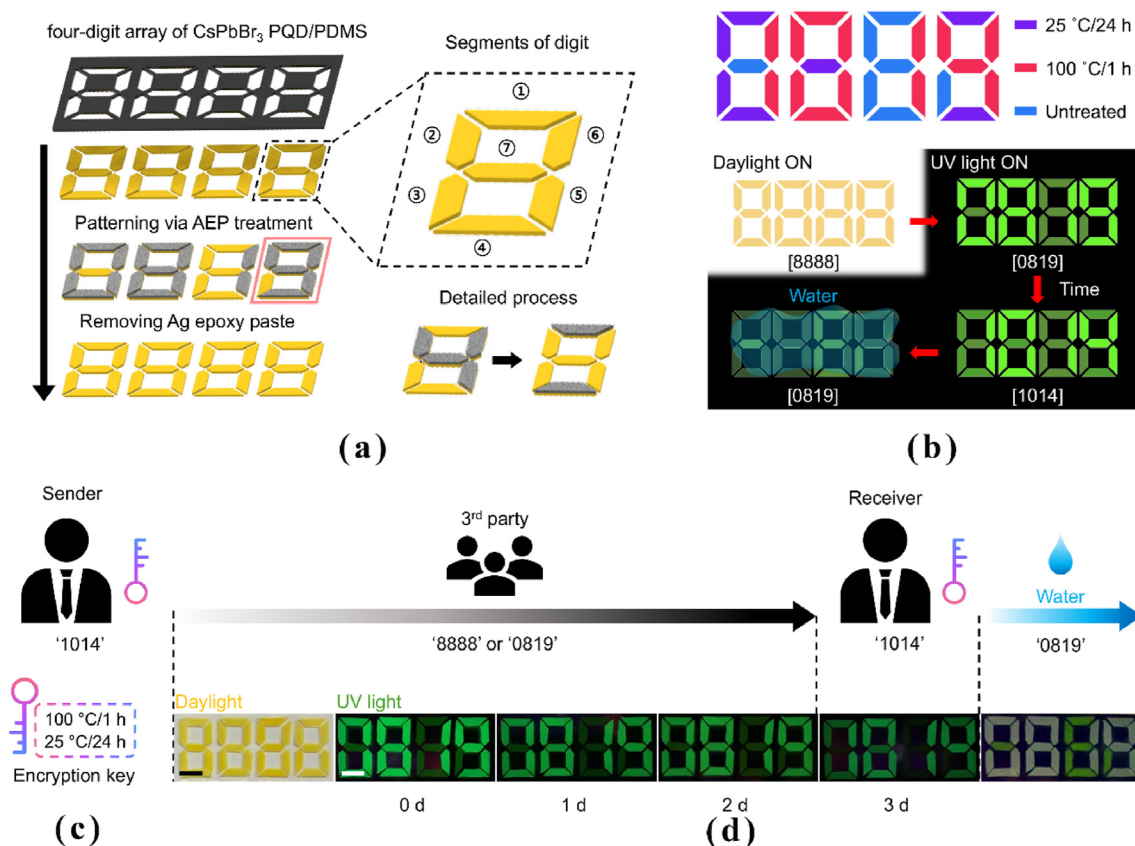 four-digit array of CsPbBr3 PQD/PDMS
Segments of digit
①
②
⑥
⑦
③
⑤
④
Patterning via AEP treatment
Removing Ag epoxy paste
Detailed process
(a)
25 ˚C/24 h
100 ˚C/1 h
Untreated
Daylight ON
UV light ON
[8888]
[0819]
Water
Time
[0819]
[1014]
(b)
Sender
3rd party
Receiver
Water
'1014'
'8888' or '0819'
'1014'
'0819'
100 °C/1 h
25 °C/24 h
Encryption key
Daylight
UV light
0 d
1 d
2 d
3 d
(c)
(d)